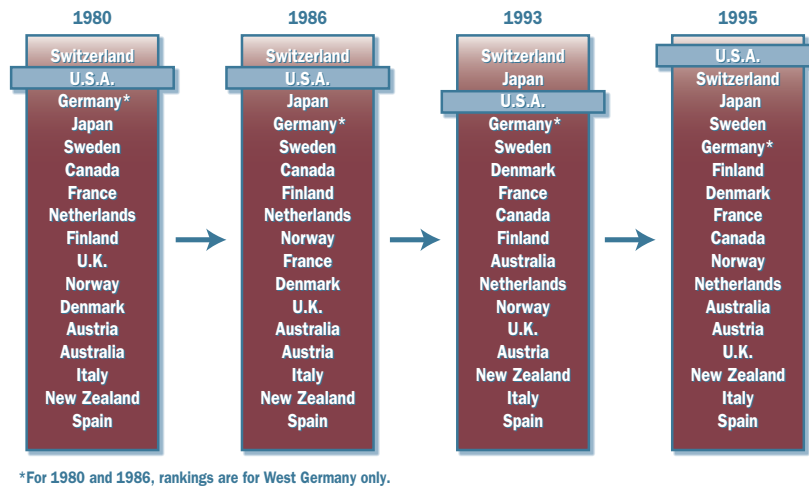 1980
Switzerland
U.S.A.
Germany*
Japan
Sweden
Canada
France
Netherlands
Finland
U.K.
Norway
Denmark
Austria
Australia
Italy
New Zealand
Spain
1986
Switzerland
U.S.A.
Japan
Germany*
Sweden
Canada
Finland
Netherlands
Norway
France
Denmark
U.K.
Australia
Austria
Italy
New Zealand
Spain
1993
Switzerland
Japan
U.S.A.
Germany*
Sweden
Denmark
France
Canada
Finland
Australia
Netherlands
Norway
U.K.
Austria
New Zealand
Italy
Spain
1995
U.S.A.
Switzerland
Japan
Sweden
Germany*
Finland
Denmark
France
Canada
Norway
Netherlands
Australia
Austria
U.K.
New Zealand
Italy
Spain
*For 1980 and 1986, rankings are for West Germany only.